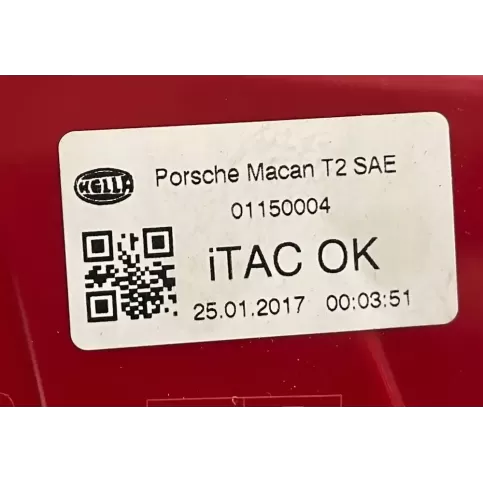 HELLA
Porsche Macan T2 SAE
01150004
iTAC OK
25.01.2017 00:03:51